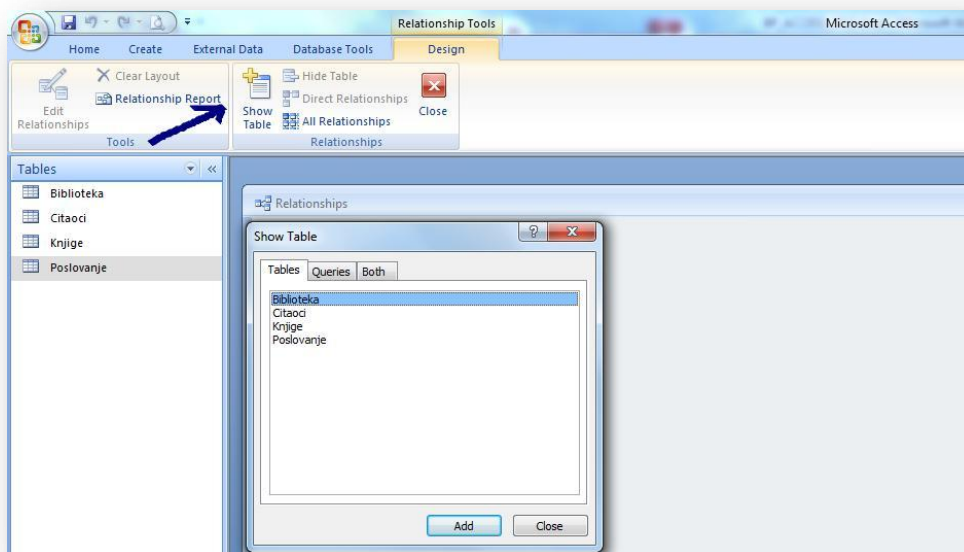 Relationship Tools
Microsoft Access
Home Create External Data Database Tools Design
Edit Relationships
Clear Layout
Relationship Report
Tools
Show Table
Hide Table
Direct Relationships
All Relationships
Close
Relationships
Tables
Biblioteka
Citaoci
Knjige
Poslovanje
Relationships
Show Table
Tables Queries Both
Biblioteka
Citaoci
Knjige
Poslovanje
Add Close